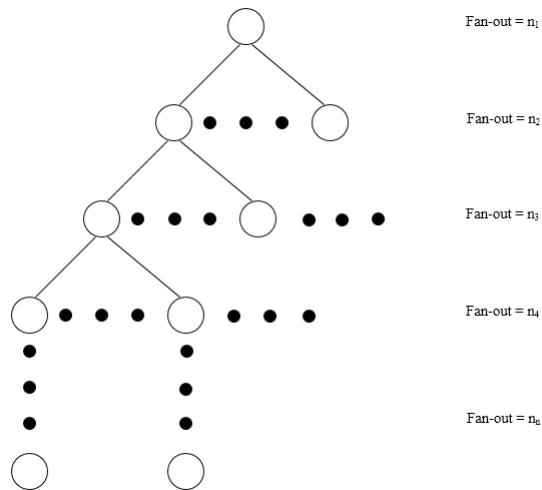 Fan-out = n₁
Fan-out = n₂
Fan-out = n₃
Fan-out = n₄
Fan-out = nₙ